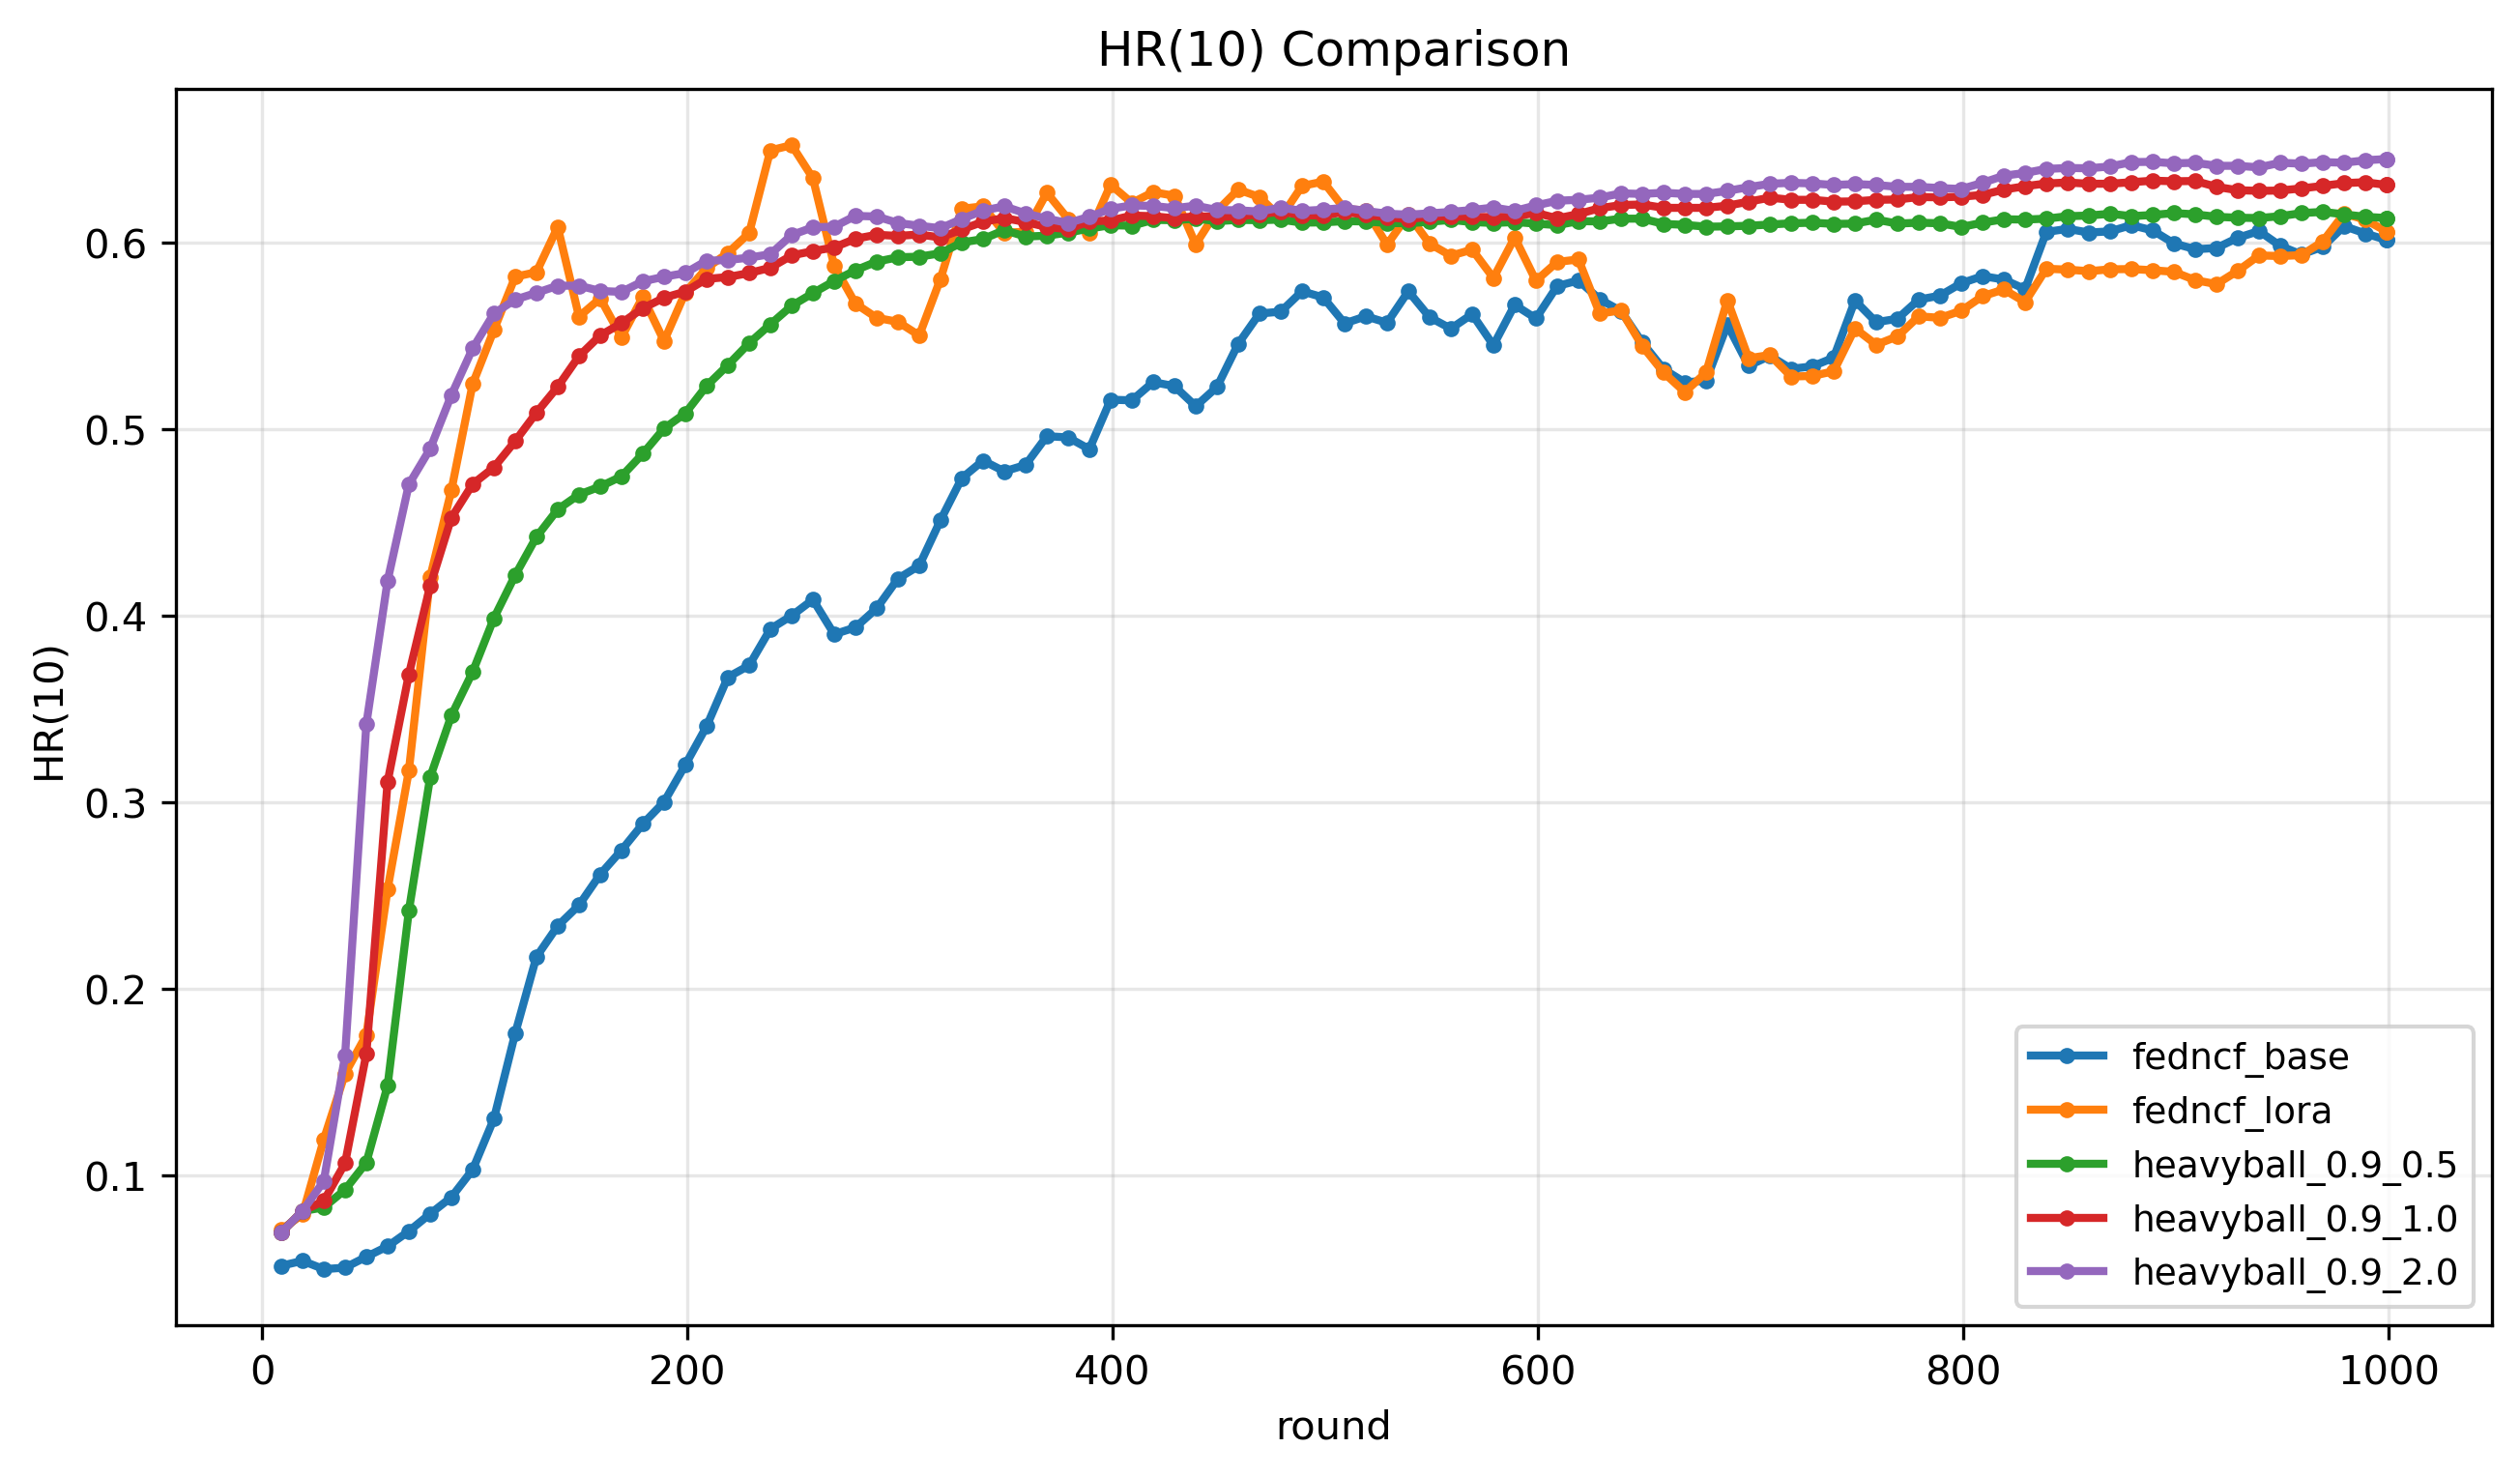 HR(10) Comparison
HR(10)
0.6
0.5
0.4
0.3
0.2
0.1
0
200
400
600
800
1000
round
fedncf_base
fedncf_lora
heavyball_0.9_0.5
heavyball_0.9_1.0
heavyball_0.9_2.0